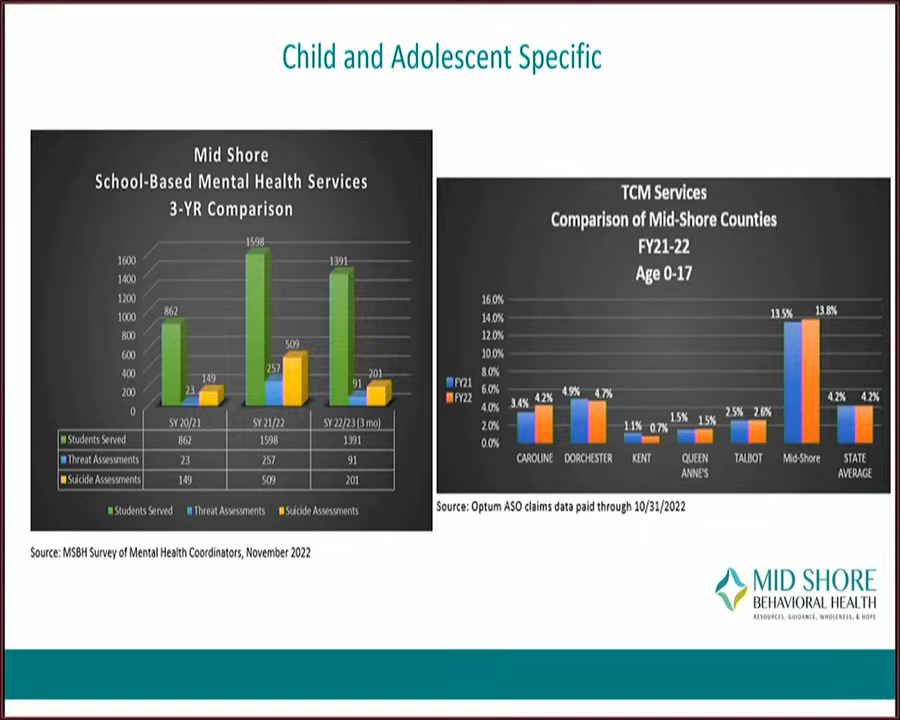 Child and Adolescent Specific
Mid Shore
School-Based Mental Health Services
3-YR Comparison
1600
1400
1200
1000
800
600
400
200
0
862
23
149
1598
257
509
1391
91
201
SY 20/21 SY 21/22 SY 22/23 (3 mo)
Students Served 862 1598 1391
Threat Assessments 23 257 91
Suicide Assessments 149 509 201
Students Served Threat Assessments Suicide Assessments
Source: MSBH Survey of Mental Health Coordinators, November 2022
TCM Services
Comparison of Mid-Shore Counties
FY21-22
Age 0-17
16.0%
14.0%
12.0%
10.0%
8.0%
6.0%
4.0%
2.0%
0.0%
FY21
FY22
3.4% 4.2%
4.9% 4.7%
1.1% 0.7%
1.5% 1.5%
2.5% 2.6%
13.5% 13.8%
4.2% 4.2%
CAROLINE DORCHESTER KENT QUEEN TALBOT Mid-Shore STATE
ANNE'S AVERAGE
Source: Optum ASO claims data paid through 10/31/2022
MID SHORE
BEHAVIORAL HEALTH
RESOURCES, GUIDANCE, WHOLENESS, & HOPE